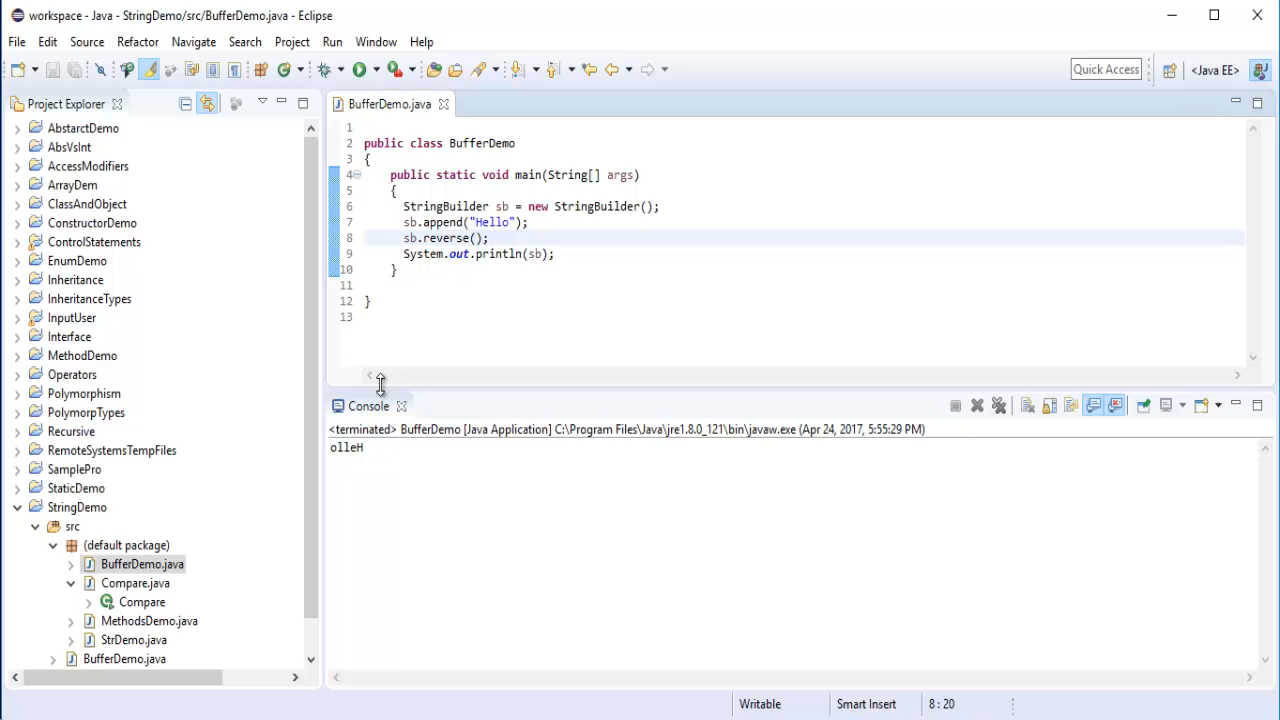 workspace - Java - StringDemo/src/BufferDemo.java - Eclipse
File Edit Source Refactor Navigate Search Project Run Window Help
Quick Access <Java EE>
Project Explorer
AbstarctDemo
AbsVsInt
AccessModifiers
ArrayDem
ClassAndObject
ConstructorDemo
ControlStatements
EnumDemo
Inheritance
InheritanceTypes
InputUser
Interface
MethodDemo
Operators
Polymorphism
PolymorpTypes
Recursive
RemoteSystemsTempFiles
SamplePro
StaticDemo
StringDemo
src
(default package)
BufferDemo.java
Compare.java
Compare
MethodsDemo.java
StrDemo.java
BufferDemo.java
BufferDemo.java
1
2 public class BufferDemo
3 {
4 public static void main(String[] args)
5 {
6 StringBuilder sb = new StringBuilder();
7 sb.append("Hello");
8 sb.reverse();
9 System.out.println(sb);
10 }
11
12 }
13
Console
<terminated> BufferDemo [Java Application] C:\Program Files\Java\jre1.8.0_121\bin\javaw.exe (Apr 24, 2017, 5:55:29 PM)
olleH
Writable Smart Insert 8 : 20